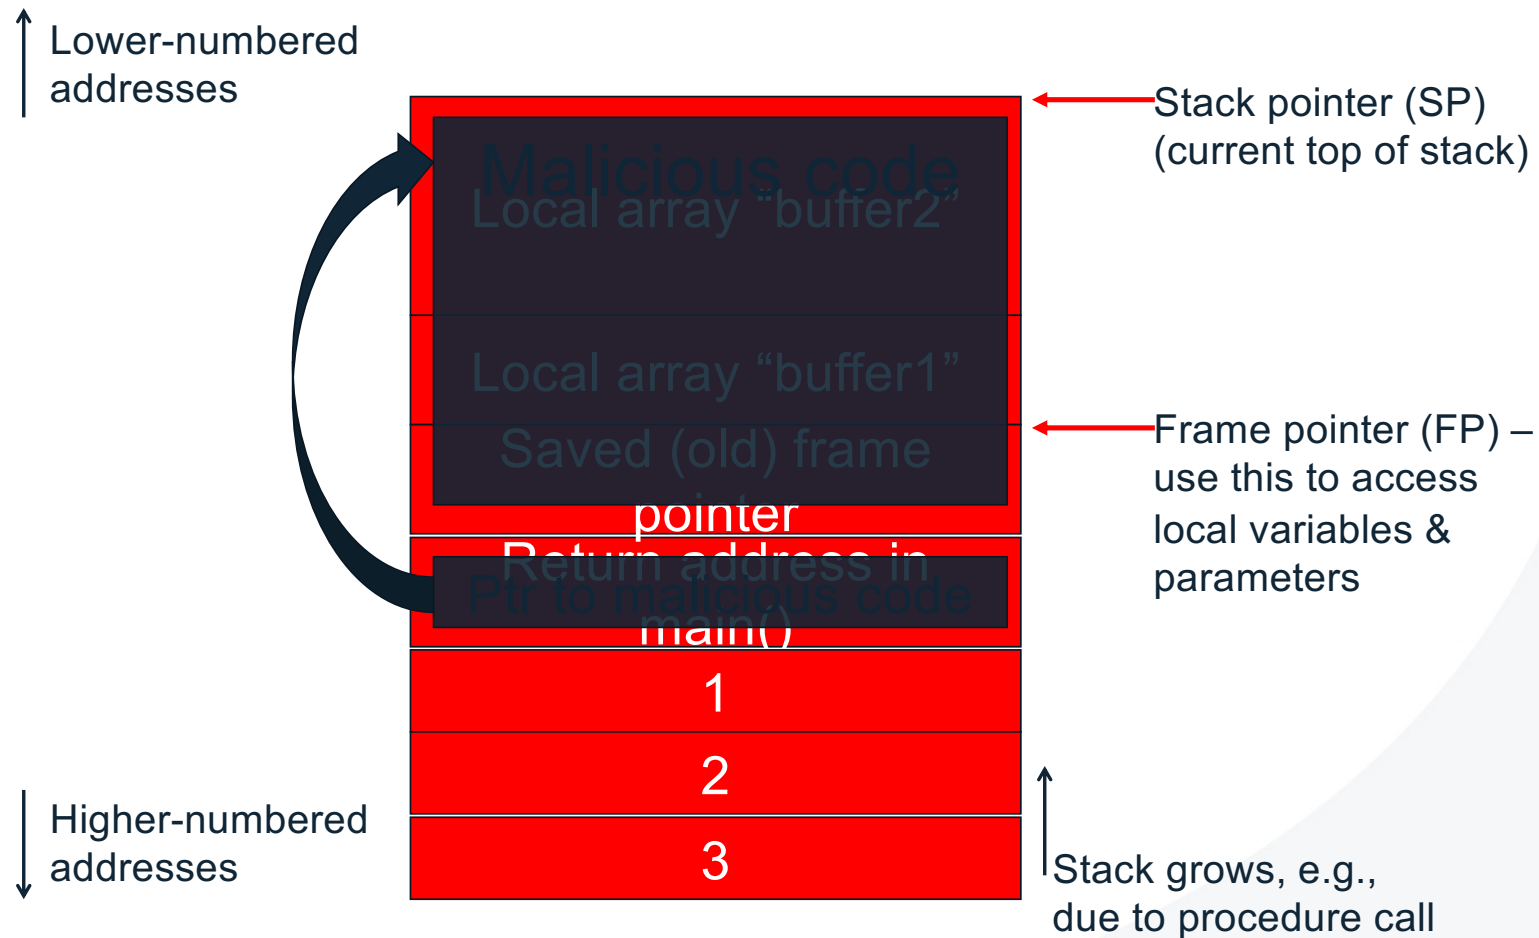 Lower-numbered
addresses
Stack pointer (SP)
(current top of stack)
Malicious code
Local array “buffer2”
Local array “buffer1”
Saved (old) frame
pointer
Frame pointer (FP) –
use this to access
local variables &
parameters
Return address in
main()
Ptr to malicious code
1
2
3
Higher-numbered
addresses
Stack grows, e.g.,
due to procedure call